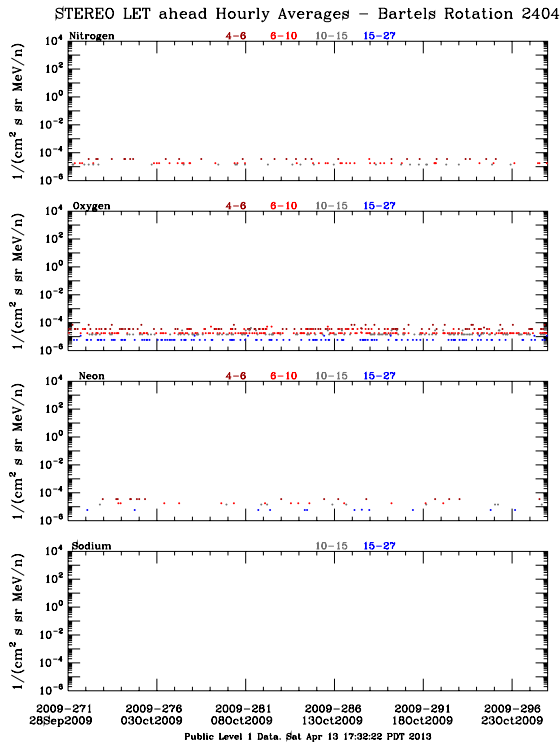 STEREO LET ahead Hourly Averages - Bartels Rotation 2404
Nitrogen 4-6 6-10 10-15 15-27
10^4
10^2
10^0
10^-2
10^-4
10^-6
1/(cm^2 s sr MeV/n)
Oxygen 4-6 6-10 10-15 15-27
10^4
10^2
10^0
10^-2
10^-4
10^-6
1/(cm^2 s sr MeV/n)
Neon 4-6 6-10 10-15 15-27
10^4
10^2
10^0
10^-2
10^-4
10^-6
1/(cm^2 s sr MeV/n)
Sodium 10-15 15-27
10^4
10^2
10^0
10^-2
10^-4
10^-6
1/(cm^2 s sr MeV/n)
2009-271 2009-276 2009-281 2009-286 2009-291 2009-296
28Sep2009 03Oct2009 08Oct2009 13Oct2009 18Oct2009 23Oct2009
Public Level 1 Data. Sat Apr 13 17:32:22 PDT 2013